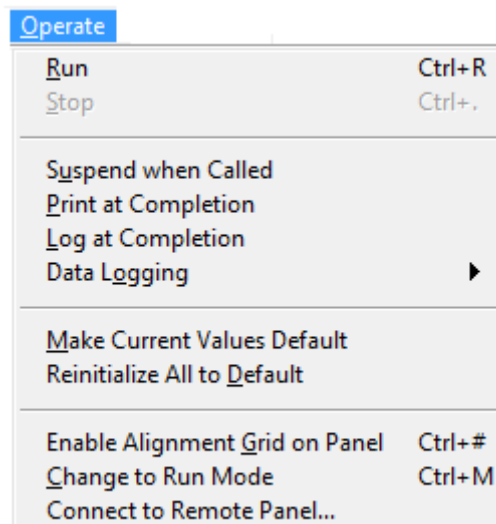 Operate
Run Ctrl+R
Stop Ctrl+.
Suspend when Called
Print at Completion
Log at Completion
Data Logging
Make Current Values Default
Reinitialize All to Default
Enable Alignment Grid on Panel Ctrl+#
Change to Run Mode Ctrl+M
Connect to Remote Panel...